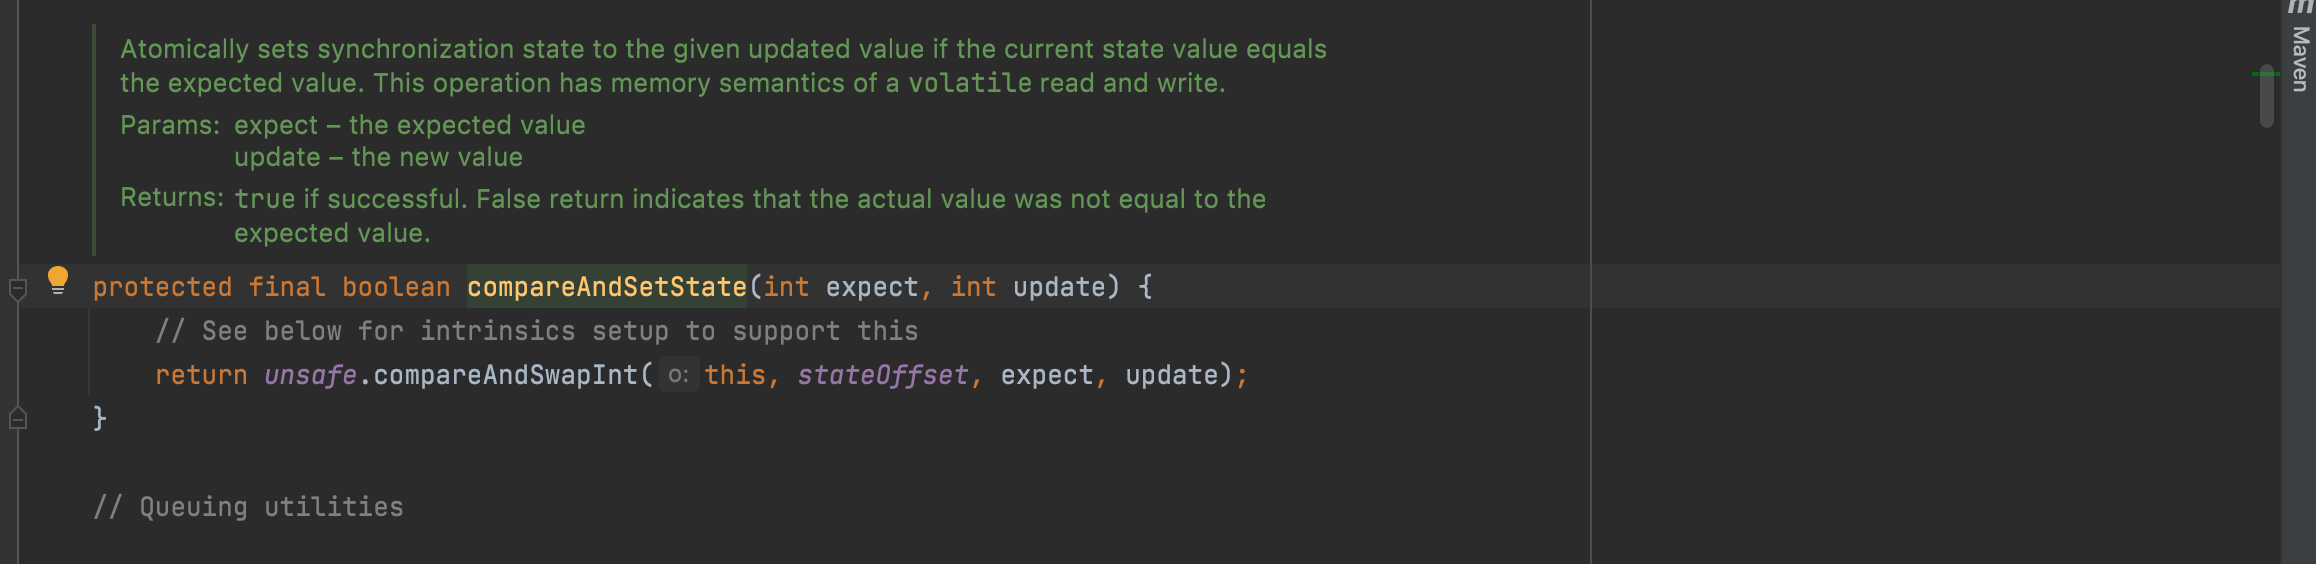 Atomically sets synchronization state to the given updated value if the current state value equals
the expected value. This operation has memory semantics of a volatile read and write.
Params: expect – the expected value
update – the new value
Returns: true if successful. False return indicates that the actual value was not equal to the
expected value.
protected final boolean compareAndSetState(int expect, int update) {
// See below for intrinsics setup to support this
return unsafe.compareAndSwapInt( o: this, stateOffset, expect, update);
}
// Queuing utilities
m
Maven